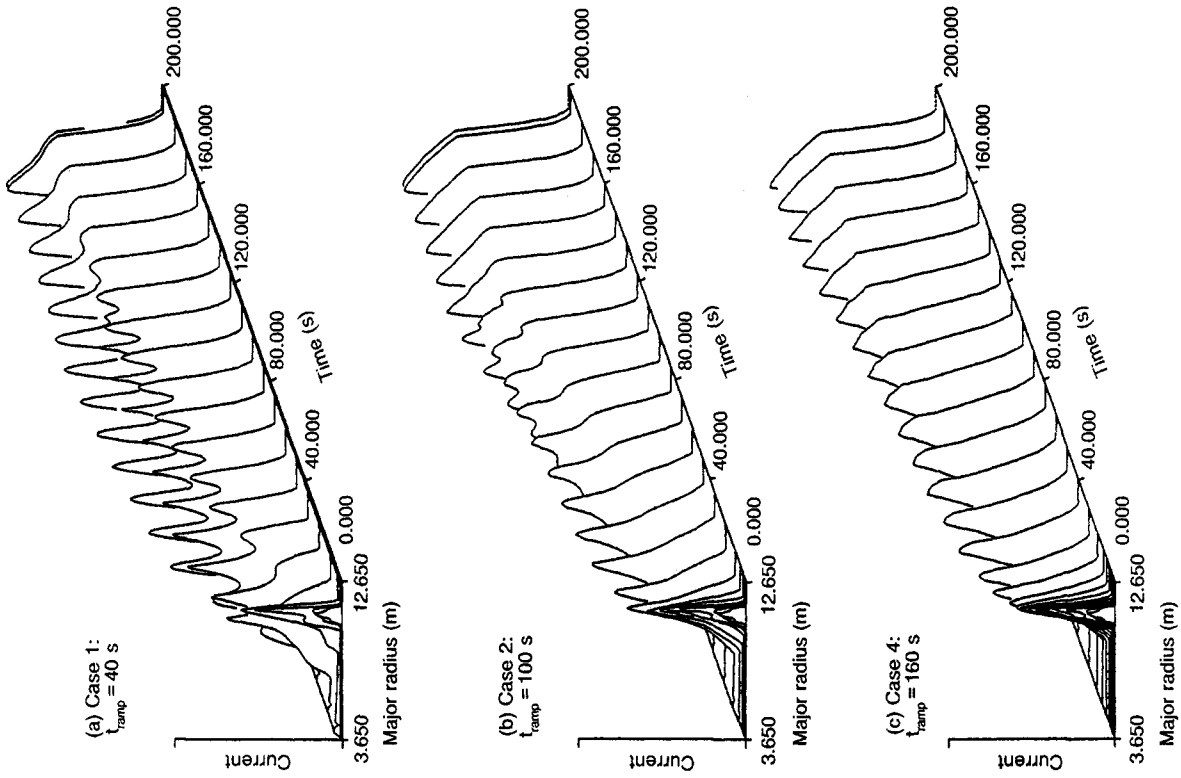 (a) Case 1:
t_ramp = 40 s
Current
3.650
12.650
Major radius (m)
0.000
40.000
80.000
120.000
160.000
200.000
Time (s)
(b) Case 2:
t_ramp = 100 s
Current
3.650
12.650
Major radius (m)
0.000
40.000
80.000
120.000
160.000
200.000
Time (s)
(c) Case 4:
t_ramp = 160 s
Current
3.650
12.650
Major radius (m)
0.000
40.000
80.000
120.000
160.000
200.000
Time (s)